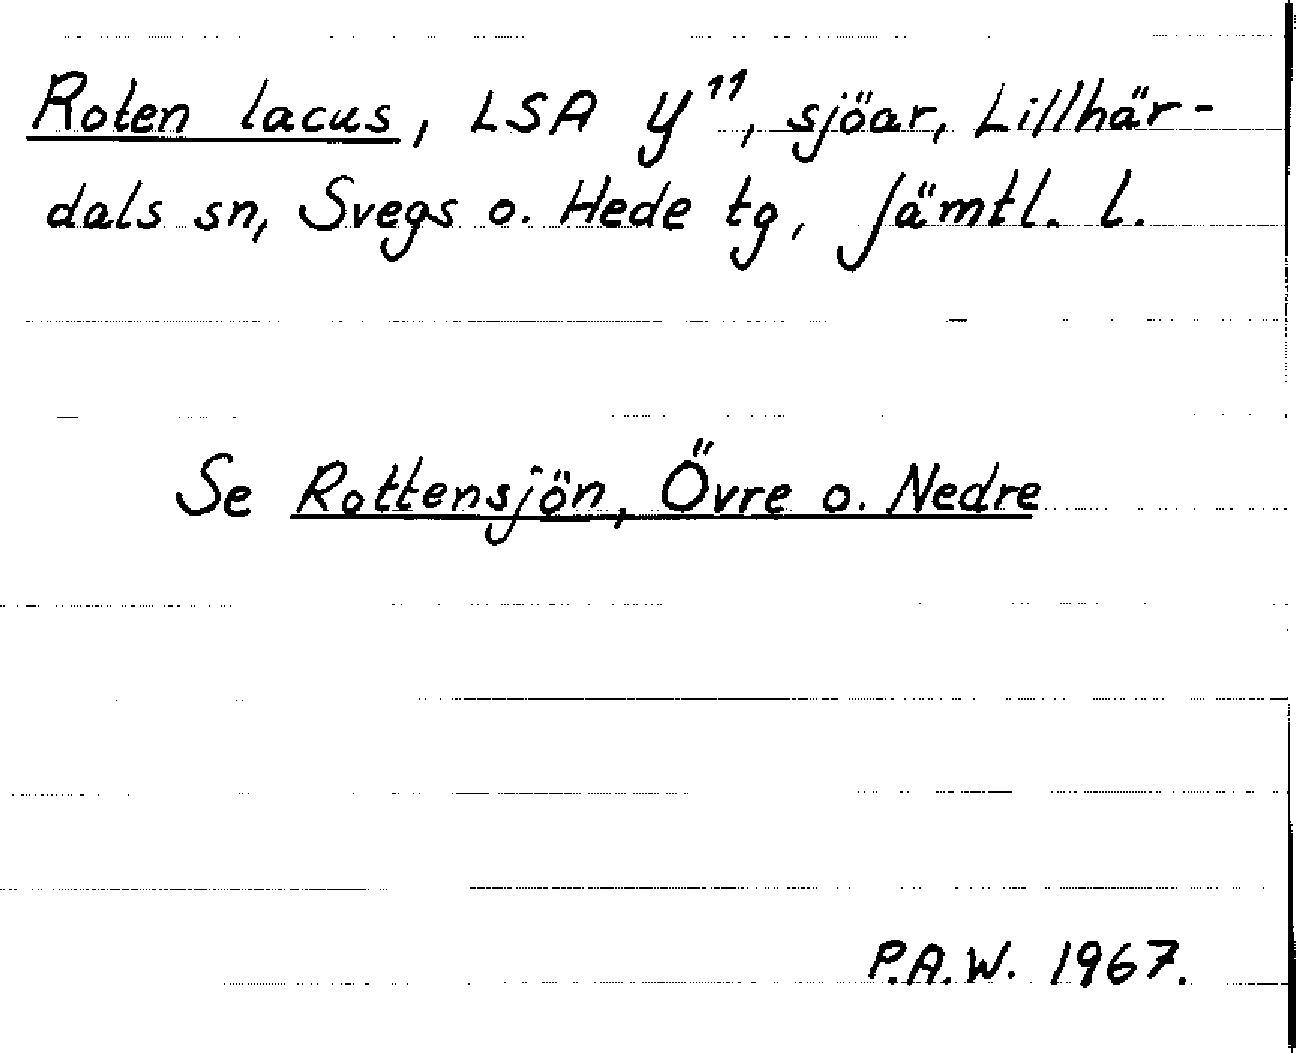 Roten lacus, LSA Y¹¹, sjöar, Lillhär-
dals sn, Svegs o. Hede tg, Jämtl. l.
Se Rottensjön, Övre o. Nedre
P.A.W. 1967.